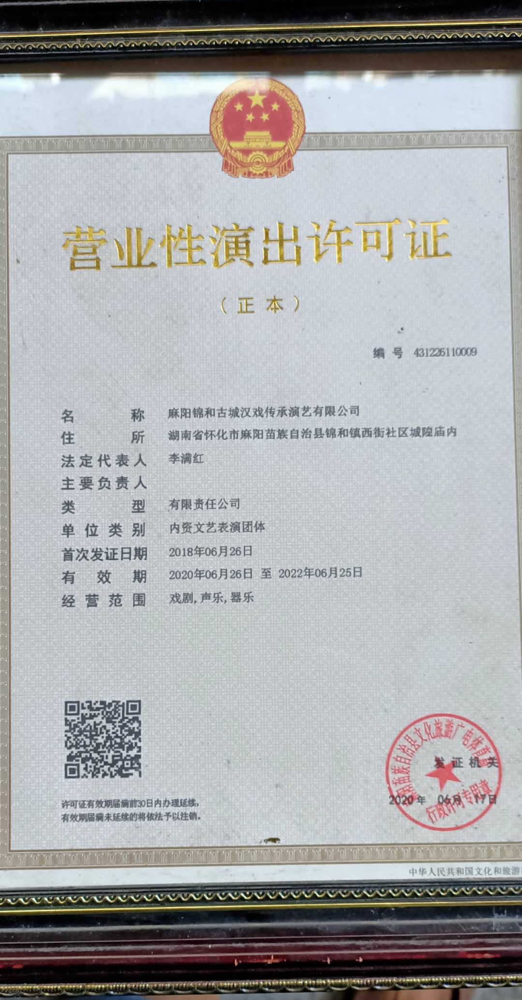 营业性演出许可证
（正本）
编号 431226110009
名称 麻阳锦和古城汉戏传承演艺有限公司
住所 湖南省怀化市麻阳苗族自治县锦和镇西街社区城隍庙内
法定代表人 李满红
主要负责人
类型 有限责任公司
单位类别 内资文艺表演团体
首次发证日期 2018年06月26日
有效期 2020年06月26日 至 2022年06月25日
经营范围 戏剧,声乐,器乐
苗族自治县文化旅游广电体育局
发证机关
2020年 06月 17日
行政许可专用章
许可证有效期届满前30日内办理延续，
有效期届满未延续的将依法予以注销。
中华人民共和国文化和旅游